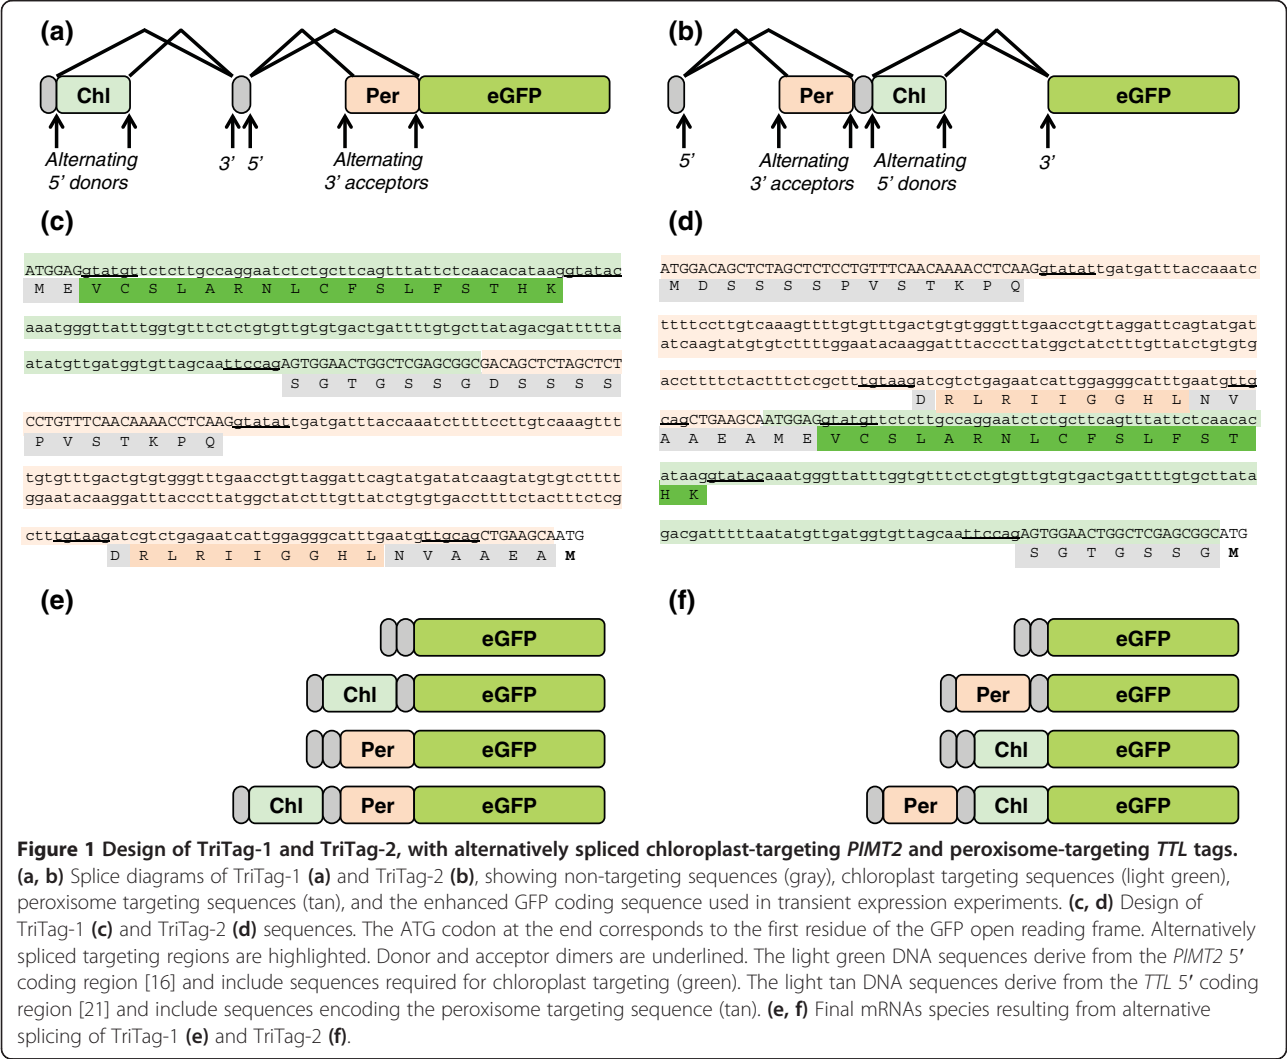 (a)
(b)
Chl
Per
eGFP
Per
Chl
eGFP
Alternating
5’ donors
3’ 5’
Alternating
3’ acceptors
5’
Alternating
3’ acceptors
Alternating
5’ donors
3’
(c)
ATGGAGgtatgttctcttgccaggaatctctgcttcagtttattctcaacacataaggtatac
M E V C S L A R N L C F S L F S T H K
aaatgggttatttggtgtttctctgtgttgtgtgactgattttgtgcttatagacgatttttta
atatgttgatggtgttagcaattccagAGTGGAACTGGCTCGAGCGGCGACAGCTCTAGCTCT
S G T G S S G D S S S S
CCTGTTTCAACAAAACCTCAAGgtatattgatgatttaccaaatcttttccttgtcaaagttt
P V S T K P Q
tgtgtttgactgtgtgggtttgaacctgttaggattcagtatgatatcaagtatgtgtctttt
ggaatacaaggatttacccttatggctatctttgttatctgtgtgaccttttctactttctcg
ctttgtaagatcgtctgagaatcattggagggcatttgaatgttgcagCTGAAGCAATG
D R L R I I G G H L N V A A E A M
(d)
ATGGACAGCTCTAGCTCTCCTGTTTCAACAAAACCTCAAGgtatattgatgatttaccaaatc
M D S S S S P V S T K P Q
ttttccttgtcaaagttttgtgtttgactgtgtgggtttgaacctgttaggattcagtatgat
atcaagtatgtgtcttttggaatacaaggatttacccttatggctatctttgttatctgtgtg
accttttctactttctcgctttgtaagatcgtctgagaatcattggagggcatttgaatgttg
D R L R I I G G H L N V
cagCTGAAGCAATGGAGgtatgttctcttgccaggaatctctgcttcagtttattctcaacac
A A E A M E V C S L A R N L C F S L F S T
ataaggtatacaaatgggttatttggtgtttctctgtgttgtgtgactgattttgtgcttata
H K
gacgatttttaatatgttgatggtgttagcaattccagAGTGGAACTGGCTCGAGCGGCATG
S G T G S S G M
(e)
eGFP
Chl eGFP
Per eGFP
Chl Per eGFP
(f)
eGFP
Per eGFP
Chl eGFP
Per Chl eGFP
Figure 1 Design of TriTag-1 and TriTag-2, with alternatively spliced chloroplast-targeting PIMT2 and peroxisome-targeting TTL tags.
(a, b) Splice diagrams of TriTag-1 (a) and TriTag-2 (b), showing non-targeting sequences (gray), chloroplast targeting sequences (light green),
peroxisome targeting sequences (tan), and the enhanced GFP coding sequence used in transient expression experiments. (c, d) Design of
TriTag-1 (c) and TriTag-2 (d) sequences. The ATG codon at the end corresponds to the first residue of the GFP open reading frame. Alternatively
spliced targeting regions are highlighted. Donor and acceptor dimers are underlined. The light green DNA sequences derive from the PIMT2 5′
coding region [16] and include sequences required for chloroplast targeting (green). The light tan DNA sequences derive from the TTL 5′ coding
region [21] and include sequences encoding the peroxisome targeting sequence (tan). (e, f) Final mRNAs species resulting from alternative
splicing of TriTag-1 (e) and TriTag-2 (f).